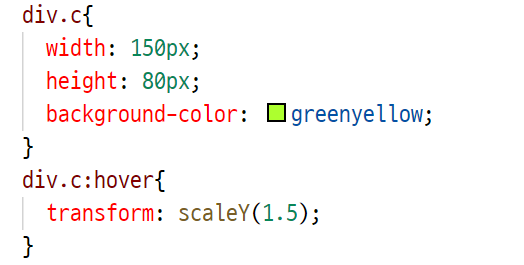 div.c{
width: 150px;
height: 80px;
background-color: greenyellow;
}
div.c:hover{
transform: scaleY(1.5);
}